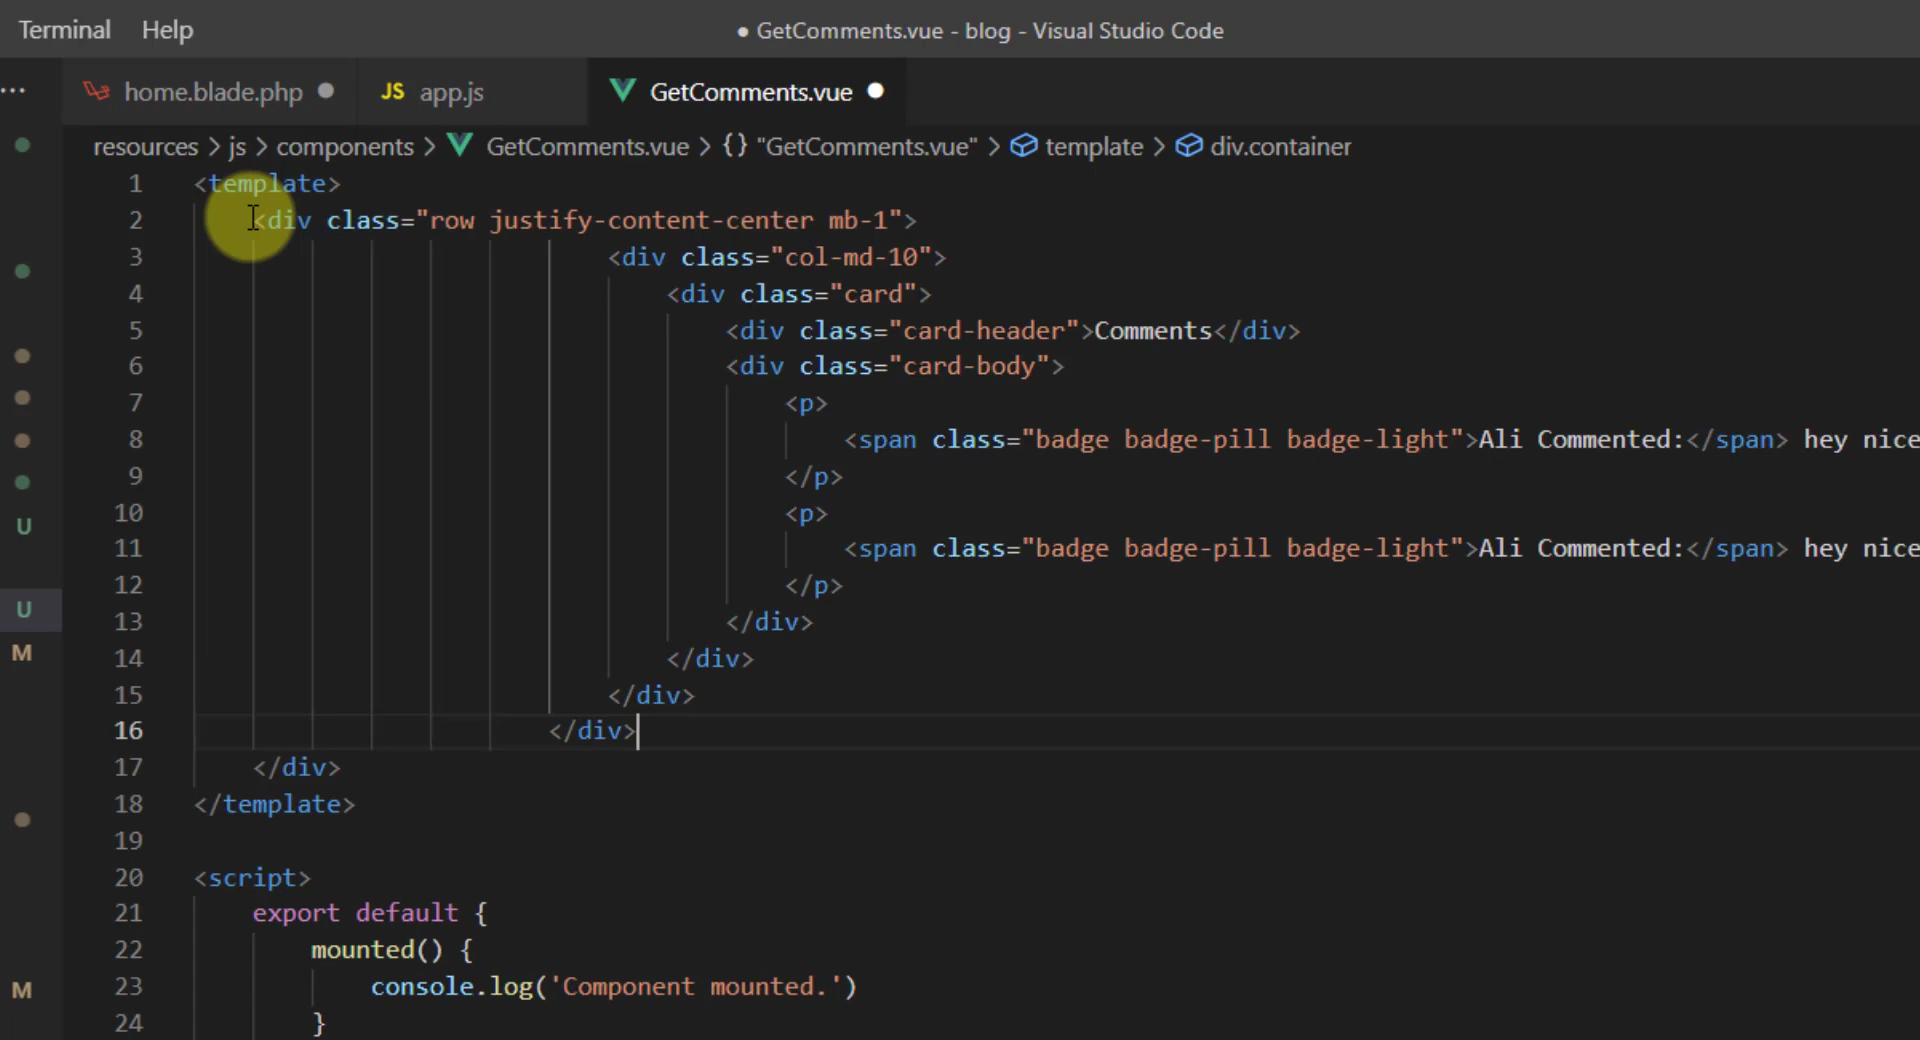 Terminal Help
● GetComments.vue - blog - Visual Studio Code
... home.blade.php ● JS app.js GetComments.vue ●
resources > js > components > GetComments.vue > {} "GetComments.vue" > template > div.container
1 <template>
2 <div class="row justify-content-center mb-1">
3 <div class="col-md-10">
4 <div class="card">
5 <div class="card-header">Comments</div>
6 <div class="card-body">
7 <p>
8 <span class="badge badge-pill badge-light">Ali Commented:</span> hey nice
9 </p>
10 <p>
11 <span class="badge badge-pill badge-light">Ali Commented:</span> hey nice
U
12 </p>
U
13 </div>
M
14 </div>
15 </div>
16 </div>
17 </div>
18 </template>
19
20 <script>
21 export default {
22 mounted() {
M
23 console.log('Component mounted.')
24 }